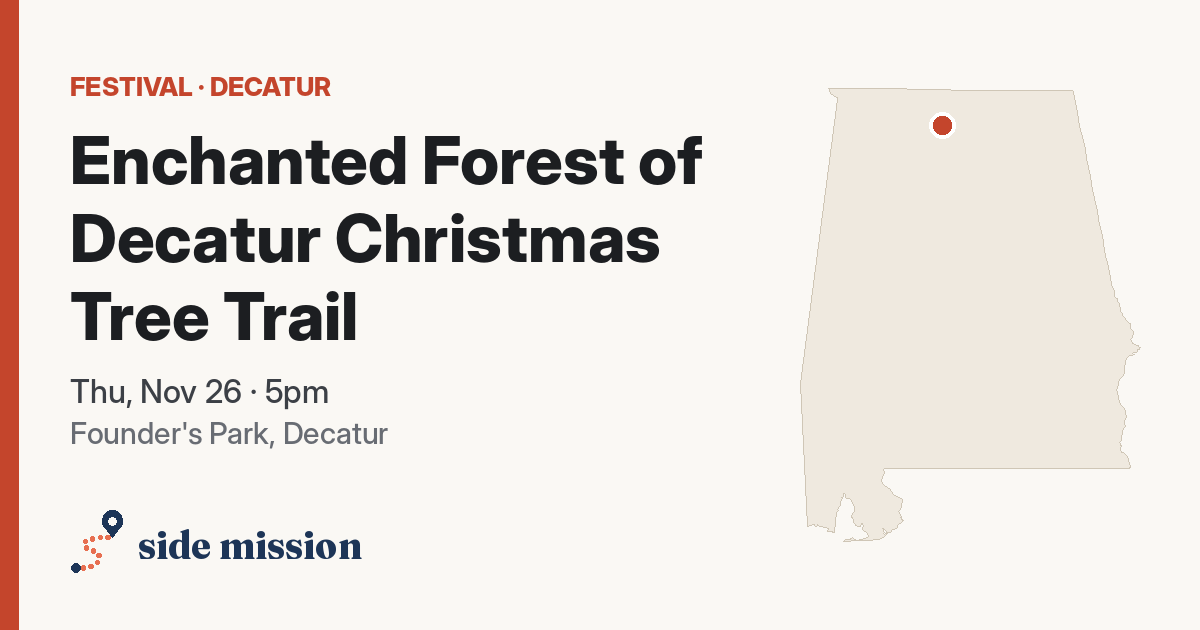 FESTIVAL · DECATUR
Enchanted Forest of
Decatur Christmas
Tree Trail
Thu, Nov 26 · 5pm
Founder's Park, Decatur
side mission